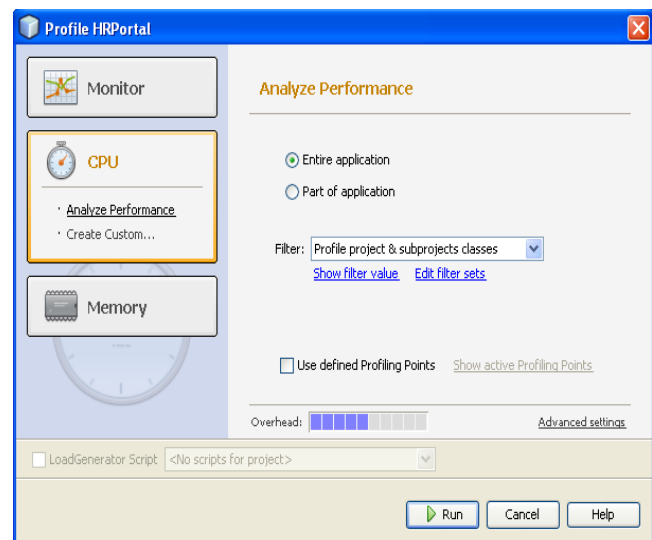 Profile HRPortal
Monitor
CPU
Analyze Performance
Create Custom...
Memory
Analyze Performance
Entire application
Part of application
Filter: Profile project & subprojects classes
Show filter value Edit filter sets
Use defined Profiling Points Show active Profiling Points
Overhead: Advanced settings
LoadGenerator Script <No scripts for project>
Run Cancel Help